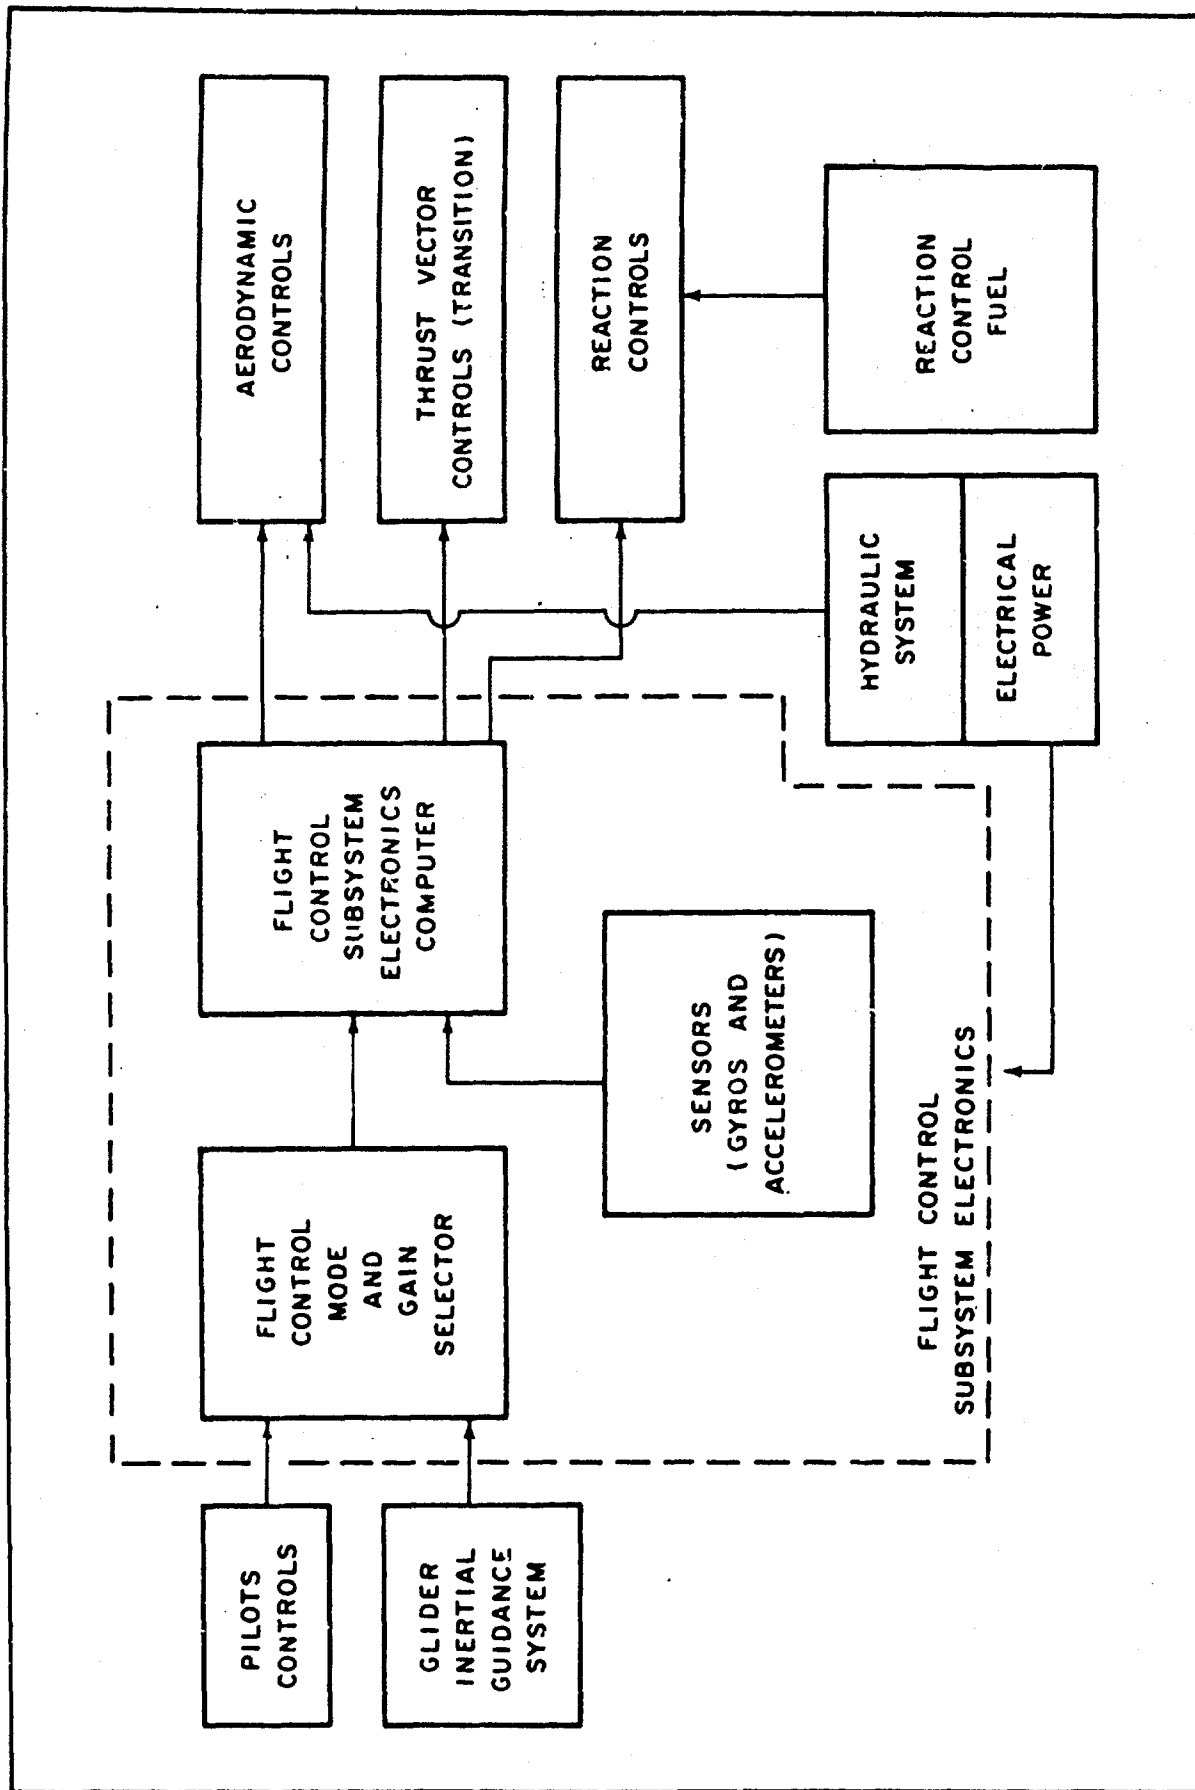 PILOTS
CONTROLS
GLIDER
INERTIAL
GUIDANCE
SYSTEM
FLIGHT
CONTROL
MODE
AND
GAIN
SELECTOR
FLIGHT
CONTROL
SUBSYSTEM
ELECTRONICS
COMPUTER
SENSORS
(GYROS AND
ACCELEROMETERS)
FLIGHT CONTROL
SUBSYSTEM ELECTRONICS
AERODYNAMIC
CONTROLS
THRUST VECTOR
CONTROLS (TRANSITION)
REACTION
CONTROLS
HYDRAULIC
SYSTEM
ELECTRICAL
POWER
REACTION
CONTROL
FUEL